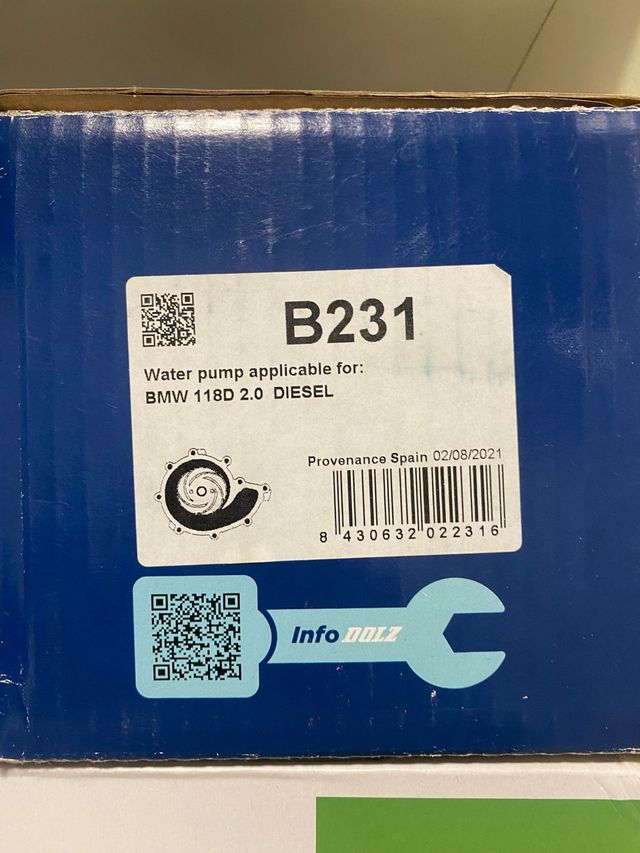 B231
Water pump applicable for:
BMW 118D 2.0 DIESEL
Provenance Spain 02/08/2021
8 430632 022316
Info DOLZ